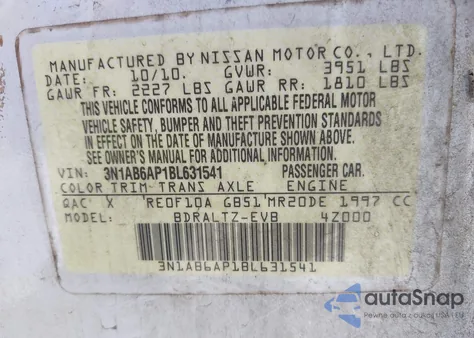 MANUFACTURED BY NISSAN MOTOR CO., LTD.
DATE: 10/10. GVWR: 3951 LBS
GAWR FR: 2227 LBS GAWR RR: 1810 LBS
THIS VEHICLE CONFORMS TO ALL APPLICABLE FEDERAL MOTOR
VEHICLE SAFETY, BUMPER AND THEFT PREVENTION STANDARDS
IN EFFECT ON THE DATE OF MANUFACTURE SHOWN ABOVE.
SEE OWNER'S MANUAL FOR ADDITIONAL INFORMATION.
VIN: 3N1AB6AP1BL631541 PASSENGER CAR.
COLOR TRIM TRANS AXLE ENGINE
QAC X REOF10A GB51 MR20DE 1997 CC
MODEL: BDRALTZ-EVB 4Z000
3N1AB6AP1BL631541
autoSnap